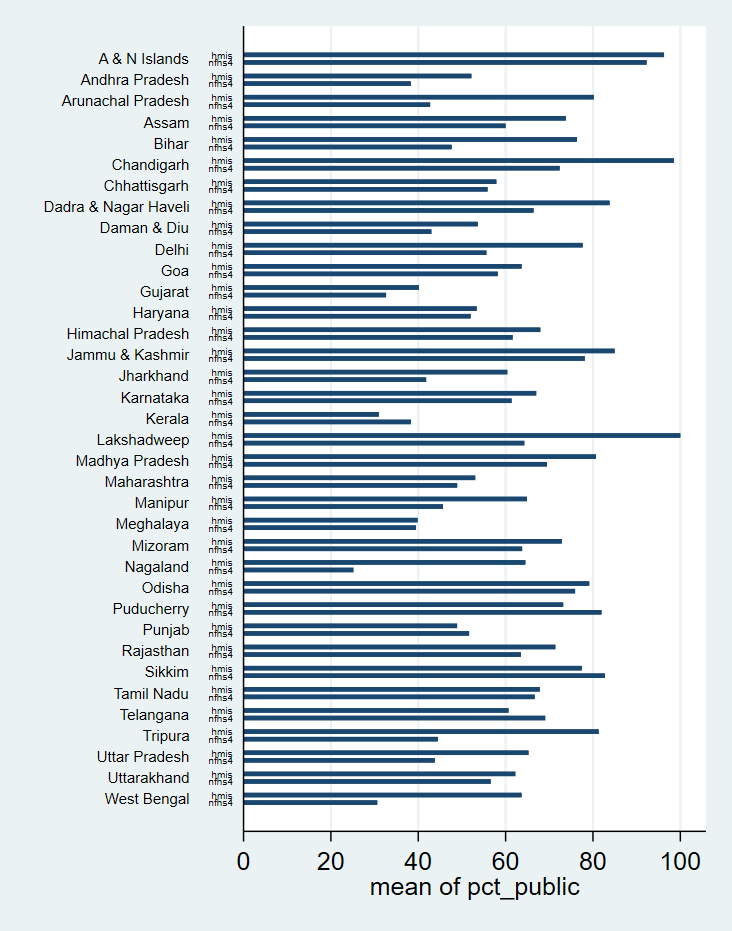 A & N Islands hmis
nfhs4
Andhra Pradesh hmis
nfhs4
Arunachal Pradesh hmis
nfhs4
Assam hmis
nfhs4
Bihar hmis
nfhs4
Chandigarh hmis
nfhs4
Chhattisgarh hmis
nfhs4
Dadra & Nagar Haveli hmis
nfhs4
Daman & Diu hmis
nfhs4
Delhi hmis
nfhs4
Goa hmis
nfhs4
Gujarat hmis
nfhs4
Haryana hmis
nfhs4
Himachal Pradesh hmis
nfhs4
Jammu & Kashmir hmis
nfhs4
Jharkhand hmis
nfhs4
Karnataka hmis
nfhs4
Kerala hmis
nfhs4
Lakshadweep hmis
nfhs4
Madhya Pradesh hmis
nfhs4
Maharashtra hmis
nfhs4
Manipur hmis
nfhs4
Meghalaya hmis
nfhs4
Mizoram hmis
nfhs4
Nagaland hmis
nfhs4
Odisha hmis
nfhs4
Puducherry hmis
nfhs4
Punjab hmis
nfhs4
Rajasthan hmis
nfhs4
Sikkim hmis
nfhs4
Tamil Nadu hmis
nfhs4
Telangana hmis
nfhs4
Tripura hmis
nfhs4
Uttar Pradesh hmis
nfhs4
Uttarakhand hmis
nfhs4
West Bengal hmis
nfhs4
0 20 40 60 80 100
mean of pct_public